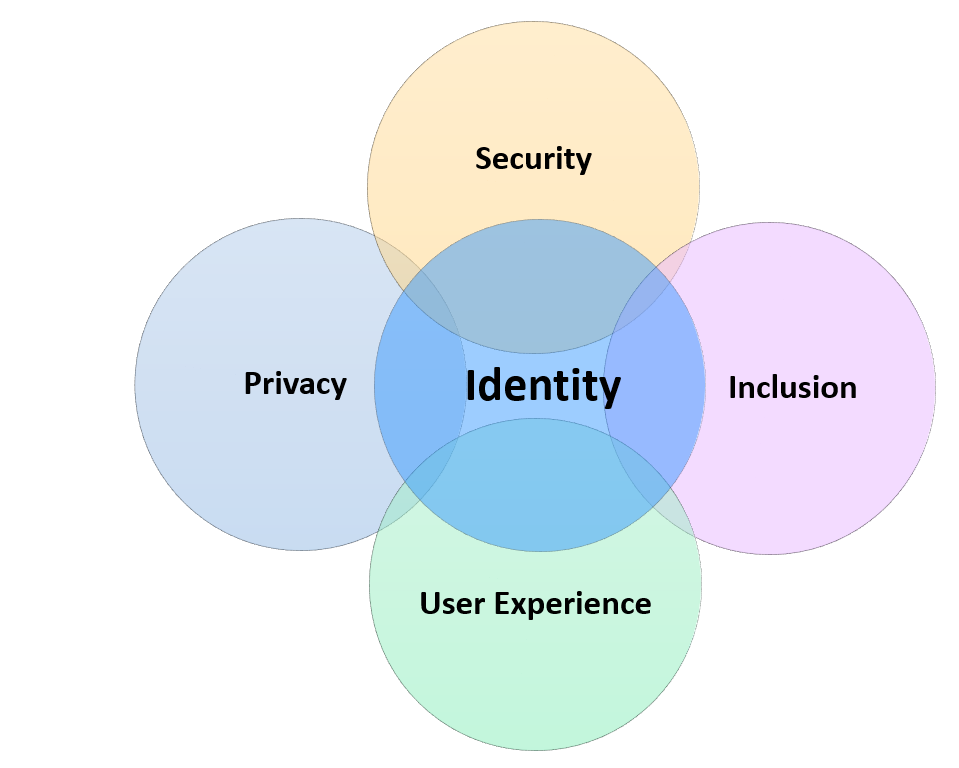 Security
Privacy
Identity
Inclusion
User Experience